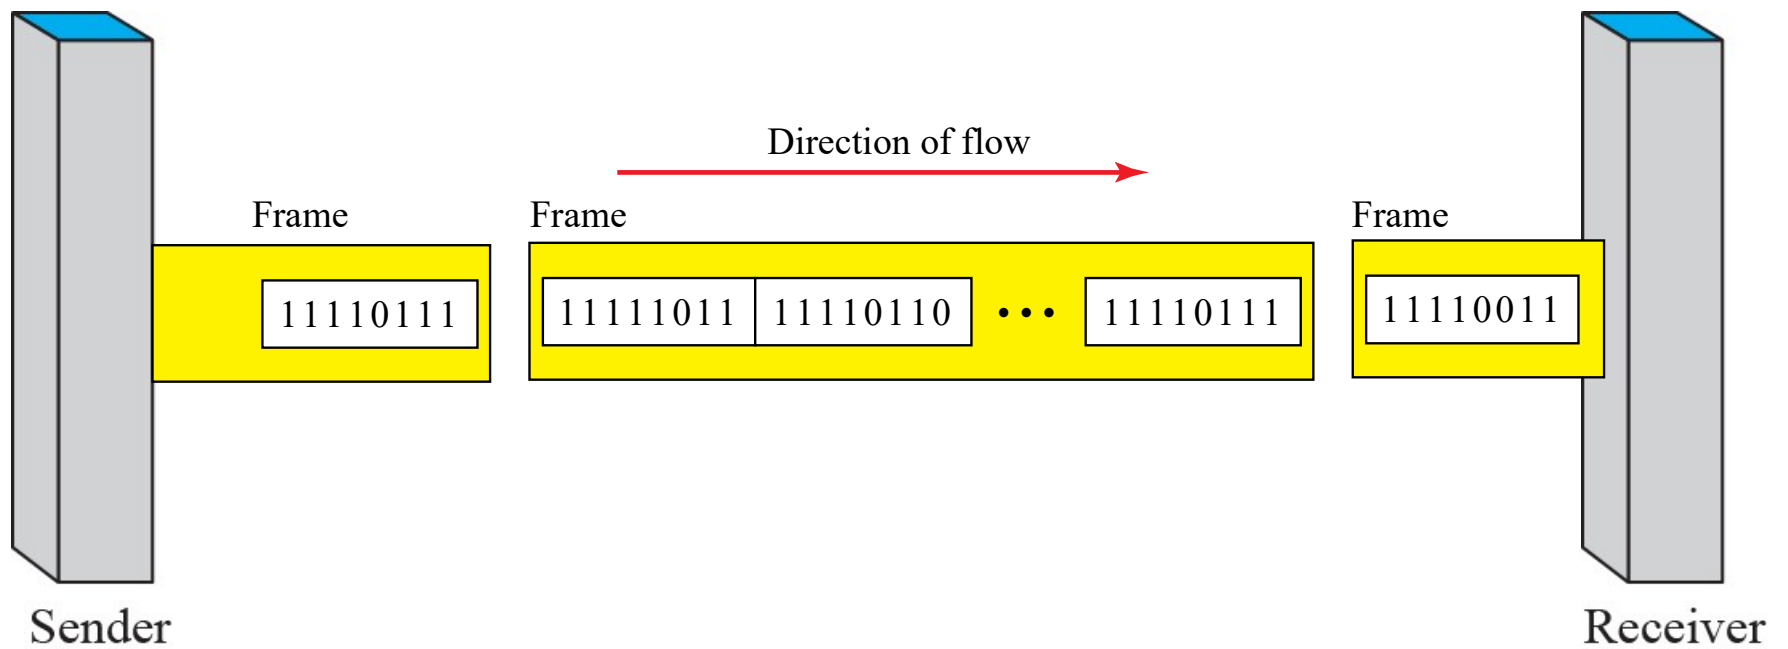 Direction of flow
Frame
Frame
Frame
11110111
11111011
11110110
•••
11110111
11110011
Sender
Receiver